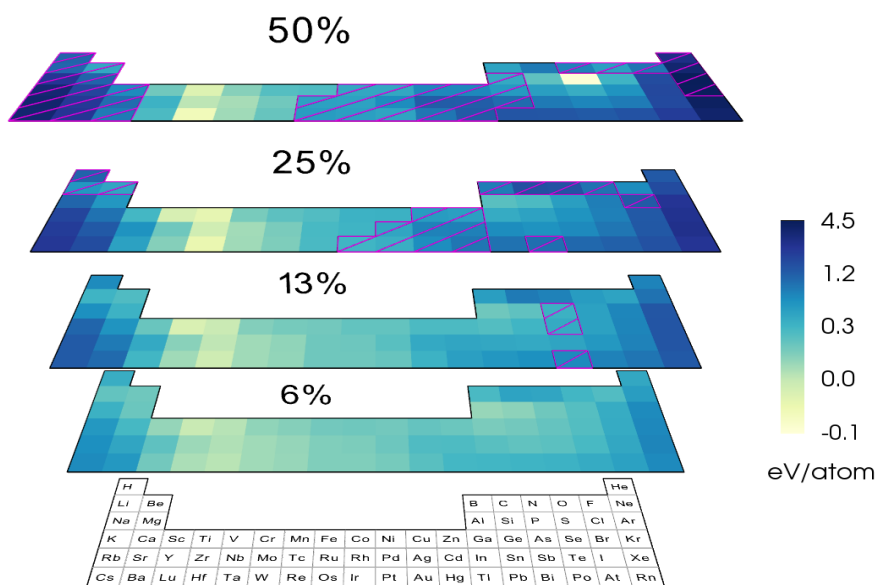 50%
25%
4.5
1.2
13%
0.3
0.0
6%
-0.1
eV/atom
H He
Li Be B C N O F Ne
Na Mg Al Si P S Cl Ar
K Ca Sc Ti V Cr Mn Fe Co Ni Cu Zn Ga Ge As Se Br Kr
Rb Sr Y Zr Nb Mo Tc Ru Rh Pd Ag Cd In Sn Sb Te I Xe
Cs Ba Lu Hf Ta W Re Os Ir Pt Au Hg Tl Pb Bi Po At Rn